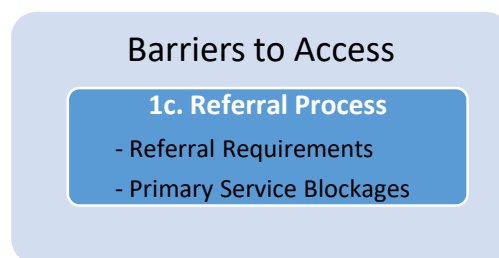 Barriers to Access
1c. Referral Process
- Referral Requirements
- Primary Service Blockages